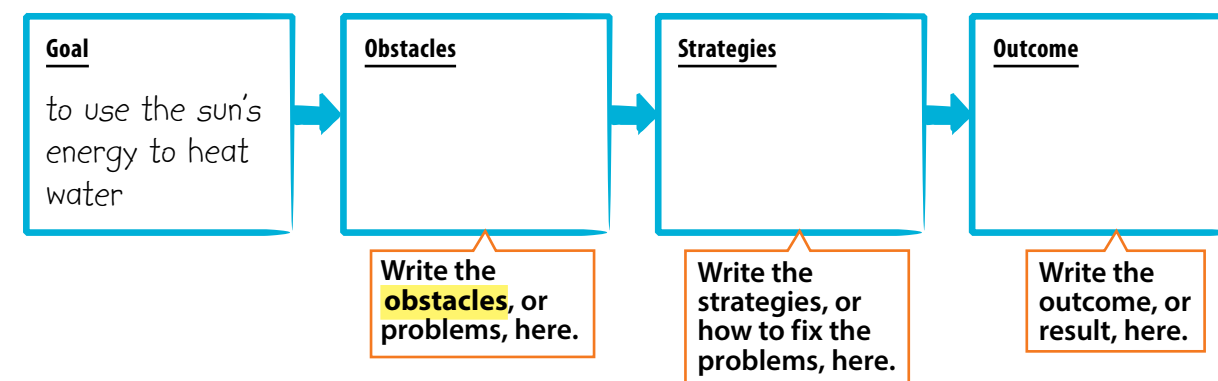 Goal
to use the sun's
energy to heat
water
Obstacles
Strategies
Outcome
Write the
obstacles, or
problems, here.
Write the
strategies, or
how to fix the
problems, here.
Write the
outcome, or
result, here.